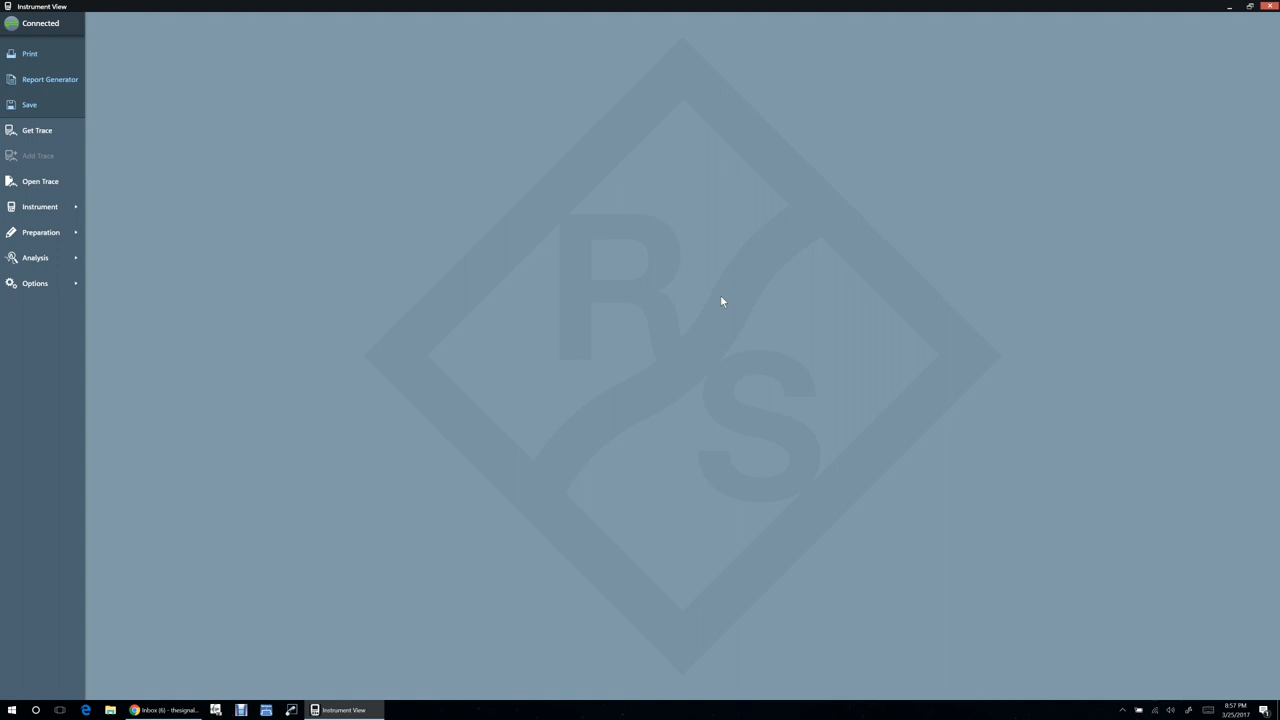 Instrument View
Connected
Print
Report Generator
Save
Get Trace
Add Trace
Open Trace
Instrument
Preparation
Analysis
Options
R
S
Inbox (6) - thesignal...
Instrument View
8:57 PM
3/25/2017